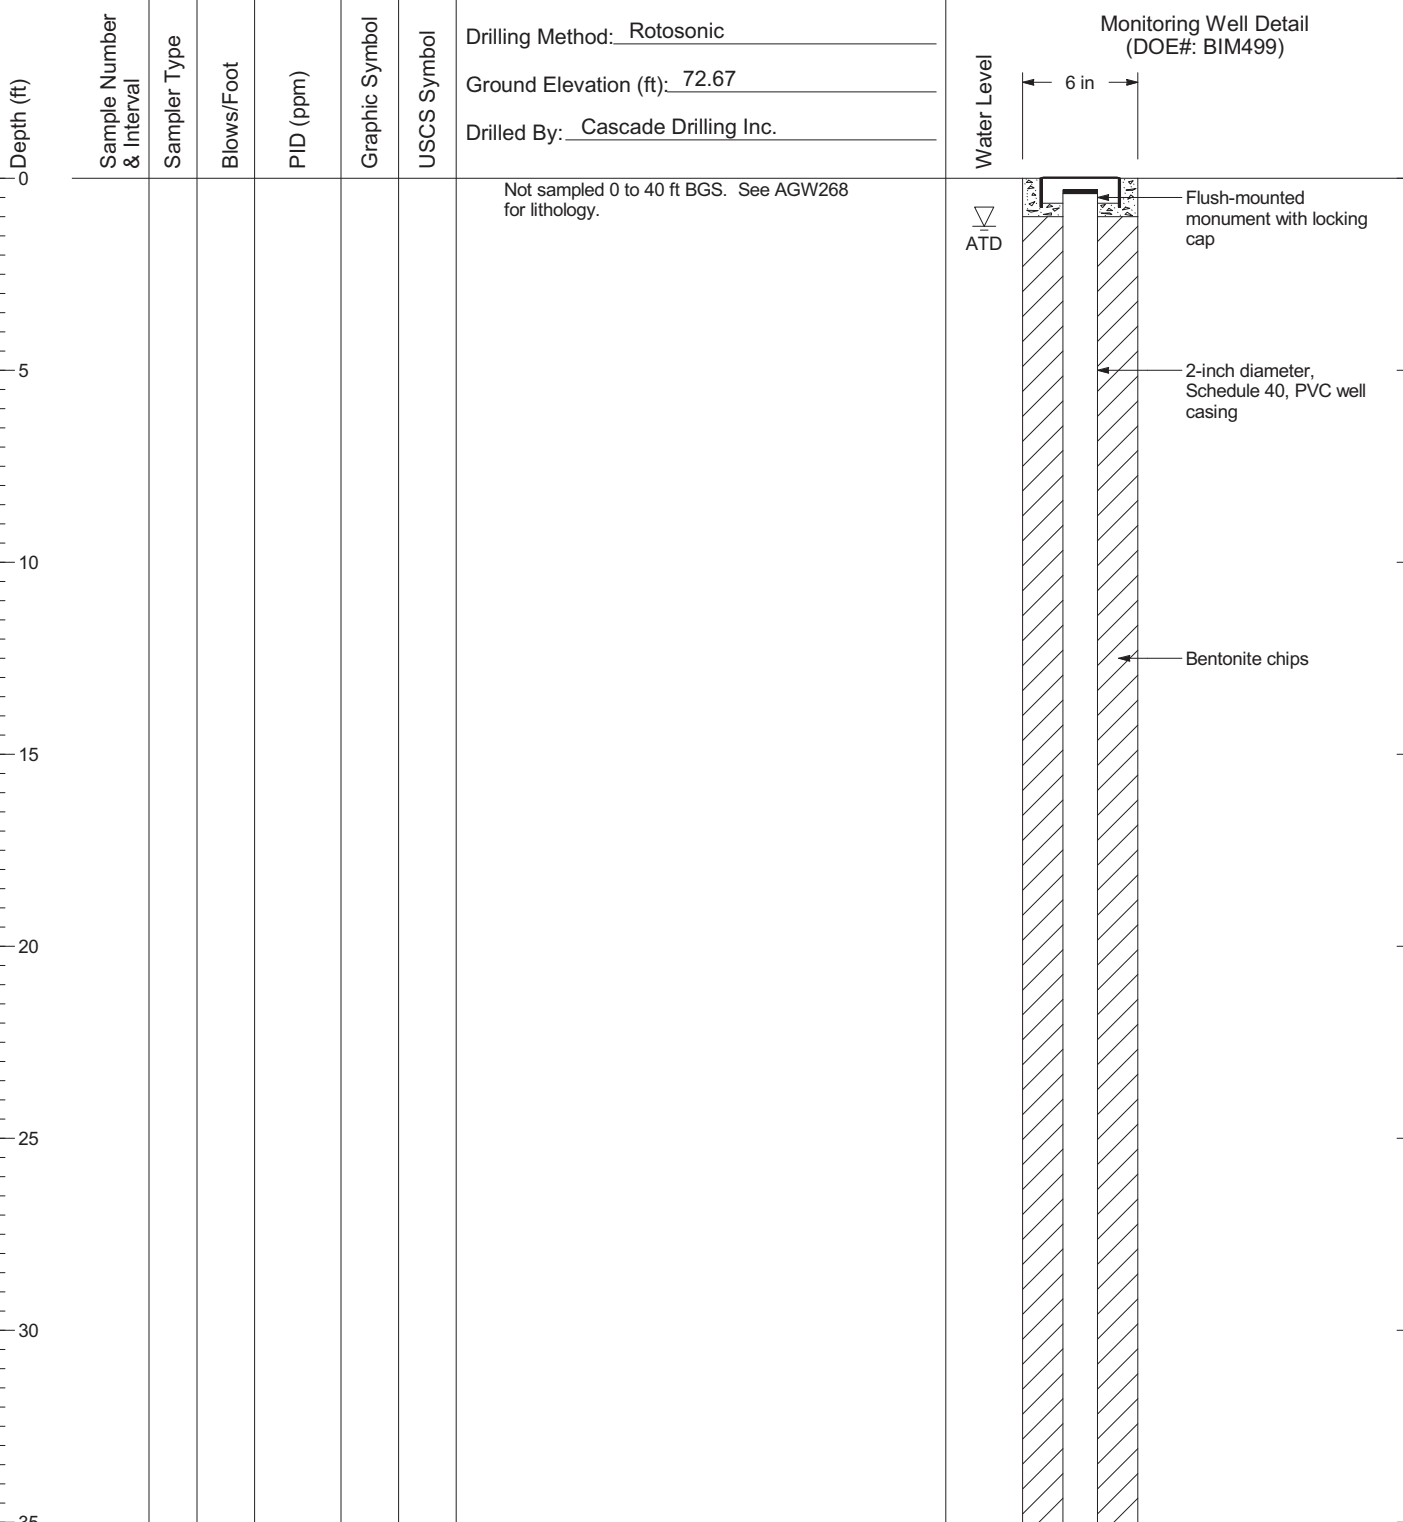 Depth (ft)
Sample Number
& Interval
Sampler Type
Blows/Foot
PID (ppm)
Graphic Symbol
USCS Symbol
Drilling Method: Rotosonic
Ground Elevation (ft): 72.67
Drilled By: Cascade Drilling Inc.
Water Level
Monitoring Well Detail
(DOE#: BIM499)
6 in
0
Not sampled 0 to 40 ft BGS. See AGW268
for lithology.
ATD
Flush-mounted
monument with locking
cap
5
2-inch diameter,
Schedule 40, PVC well
casing
10
Bentonite chips
15
20
25
30
35